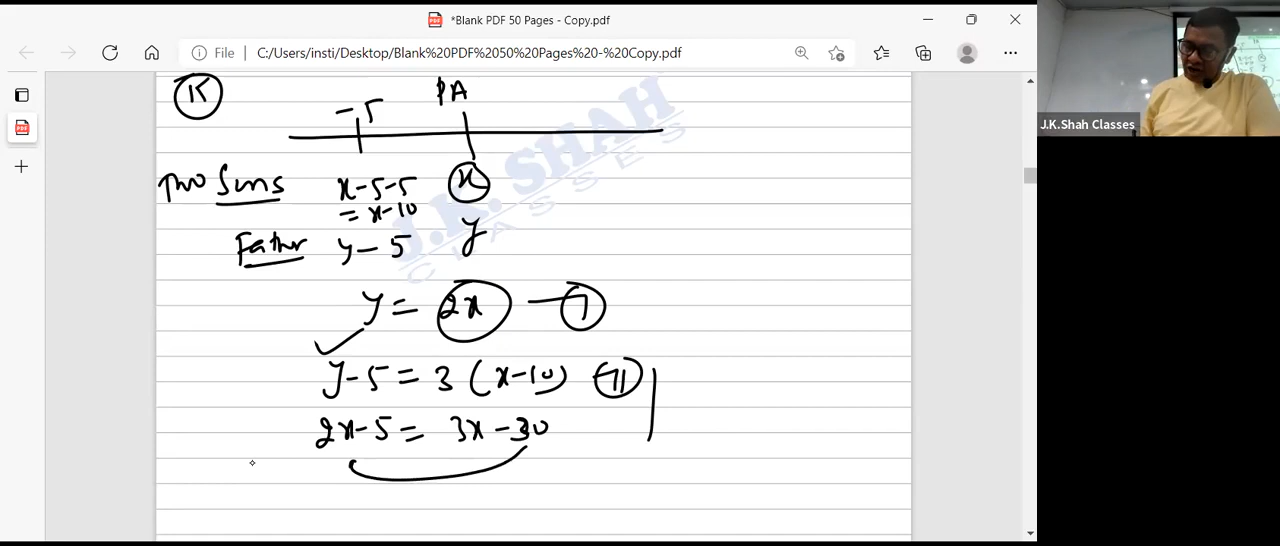 *Blank PDF 50 Pages - Copy.pdf
File C:/Users/insti/Desktop/Blank%20PDF%2050%20Pages%20-%20Copy.pdf
15
-5 PA
Two Sons x-5-5 x
= x-10
Father y-5 y
y = 2x — I
y-5 = 3 (x-10) II
2x-5 = 3x-30
J.K. SHAH
CLASSES
J.K.Shah Classes